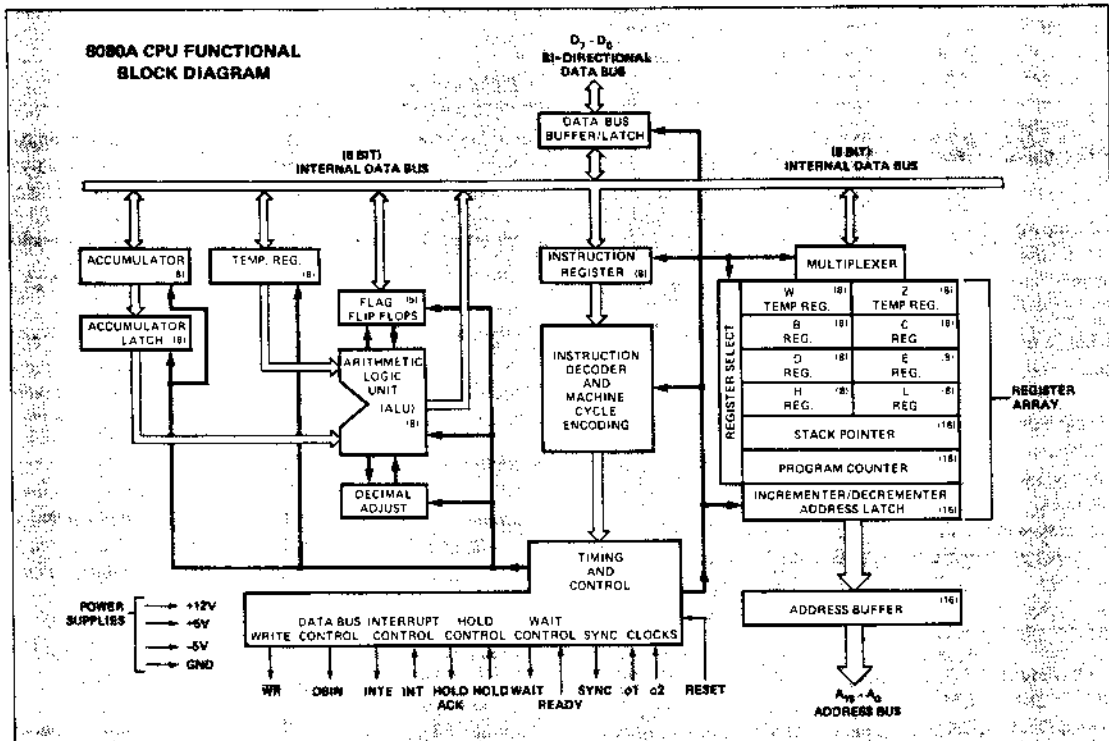 8080A CPU FUNCTIONAL
BLOCK DIAGRAM
D7 - D0
BI-DIRECTIONAL
DATA BUS
DATA BUS
BUFFER/LATCH
(8 BIT)
INTERNAL DATA BUS
(8 BIT)
INTERNAL DATA BUS
ACCUMULATOR
(8)
TEMP. REG.
(8)
INSTRUCTION
REGISTER (8)
MULTIPLEXER
ACCUMULATOR
LATCH (8)
FLAG (5)
FLIP FLOPS
ARITHMETIC
LOGIC
UNIT
(ALU)
(8)
DECIMAL
ADJUST
INSTRUCTION
DECODER
AND
MACHINE
CYCLE
ENCODING
REGISTER SELECT
W (8)
TEMP REG.
Z (8)
TEMP REG.
B (8)
REG.
C (8)
REG.
D (8)
REG.
E (8)
REG.
H (8)
REG.
L (8)
REG
STACK POINTER (16)
PROGRAM COUNTER (16)
INCREMENTER/DECREMENTER
ADDRESS LATCH (16)
REGISTER
ARRAY
TIMING
AND
CONTROL
WRITE
DATA BUS
CONTROL
INTERRUPT
CONTROL
HOLD
CONTROL
WAIT
CONTROL
SYNC
CLOCKS
ADDRESS BUFFER (16)
POWER
SUPPLIES
+12V
+5V
-5V
GND
WR
DBIN
INTE
INT
HOLD
ACK
HOLD
WAIT
READY
SYNC
ø1
ø2
RESET
A15 - A0
ADDRESS BUS